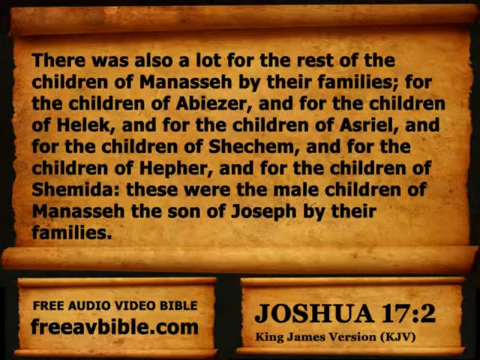 There was also a lot for the rest of the
children of Manasseh by their families; for
the children of Abiezer, and for the children
of Helek, and for the children of Asriel, and
for the children of Shechem, and for the
children of Hepher, and for the children of
Shemida: these were the male children of
Manasseh the son of Joseph by their
families.
FREE AUDIO VIDEO BIBLE
freeavbible.com
JOSHUA 17:2
King James Version (KJV)